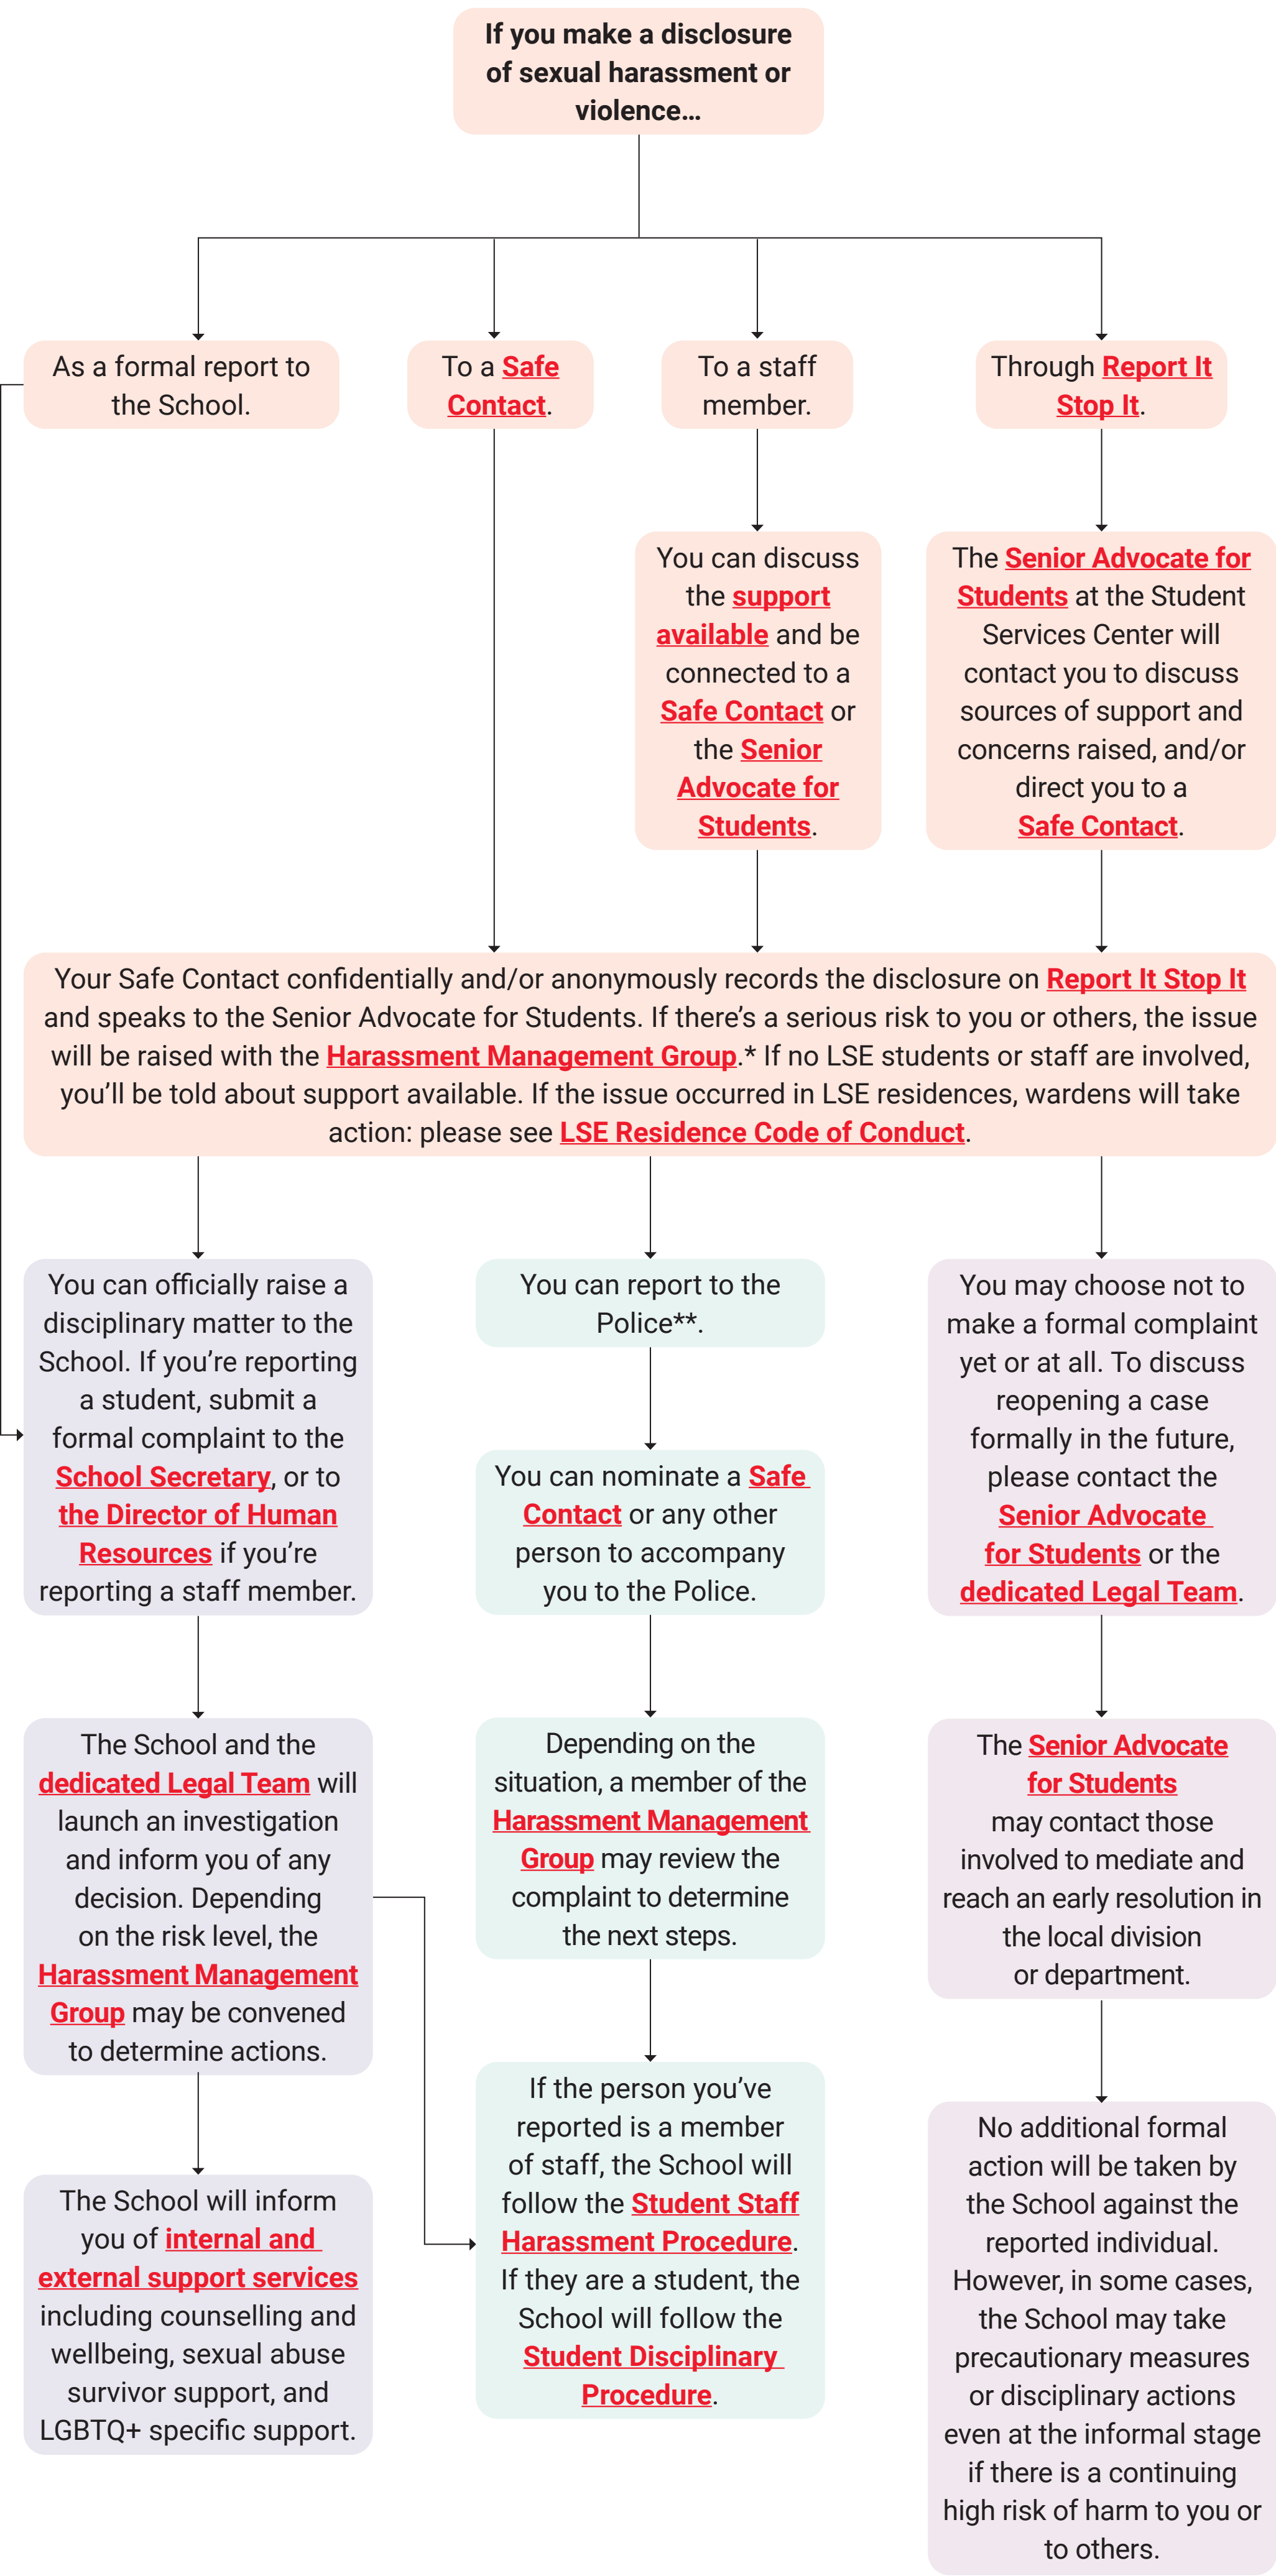 If you make a disclosure
of sexual harassment or
violence…
As a formal report to
the School.
To a Safe
Contact.
To a staff
member.
Through Report It
Stop It.
You can discuss
the support
available and be
connected to a
Safe Contact or
the Senior
Advocate for
Students.
The Senior Advocate for
Students at the Student
Services Center will
contact you to discuss
sources of support and
concerns raised, and/or
direct you to a
Safe Contact.
Your Safe Contact confidentially and/or anonymously records the disclosure on Report It Stop It
and speaks to the Senior Advocate for Students. If there’s a serious risk to you or others, the issue
will be raised with the Harassment Management Group.* If no LSE students or staff are involved,
you’ll be told about support available. If the issue occurred in LSE residences, wardens will take
action: please see LSE Residence Code of Conduct.
You can officially raise a
disciplinary matter to the
School. If you’re reporting
a student, submit a
formal complaint to the
School Secretary, or to
the Director of Human
Resources if you’re
reporting a staff member.
The School and the
dedicated Legal Team will
launch an investigation
and inform you of any
decision. Depending
on the risk level, the
Harassment Management
Group may be convened
to determine actions.
The School will inform
you of internal and
external support services
including counselling and
wellbeing, sexual abuse
survivor support, and
LGBTQ+ specific support.
You can report to the
Police**.
You can nominate a Safe
Contact or any other
person to accompany
you to the Police.
Depending on the
situation, a member of the
Harassment Management
Group may review the
complaint to determine
the next steps.
If the person you’ve
reported is a member
of staff, the School will
follow the Student Staff
Harassment Procedure.
If they are a student, the
School will follow the
Student Disciplinary
Procedure.
You may choose not to
make a formal complaint
yet or at all. To discuss
reopening a case
formally in the future,
please contact the
Senior Advocate
for Students or the
dedicated Legal Team.
The Senior Advocate
for Students
may contact those
involved to mediate and
reach an early resolution in
the local division
or department.
No additional formal
action will be taken by
the School against the
reported individual.
However, in some cases,
the School may take
precautionary measures
or disciplinary actions
even at the informal stage
if there is a continuing
high risk of harm to you or
to others.